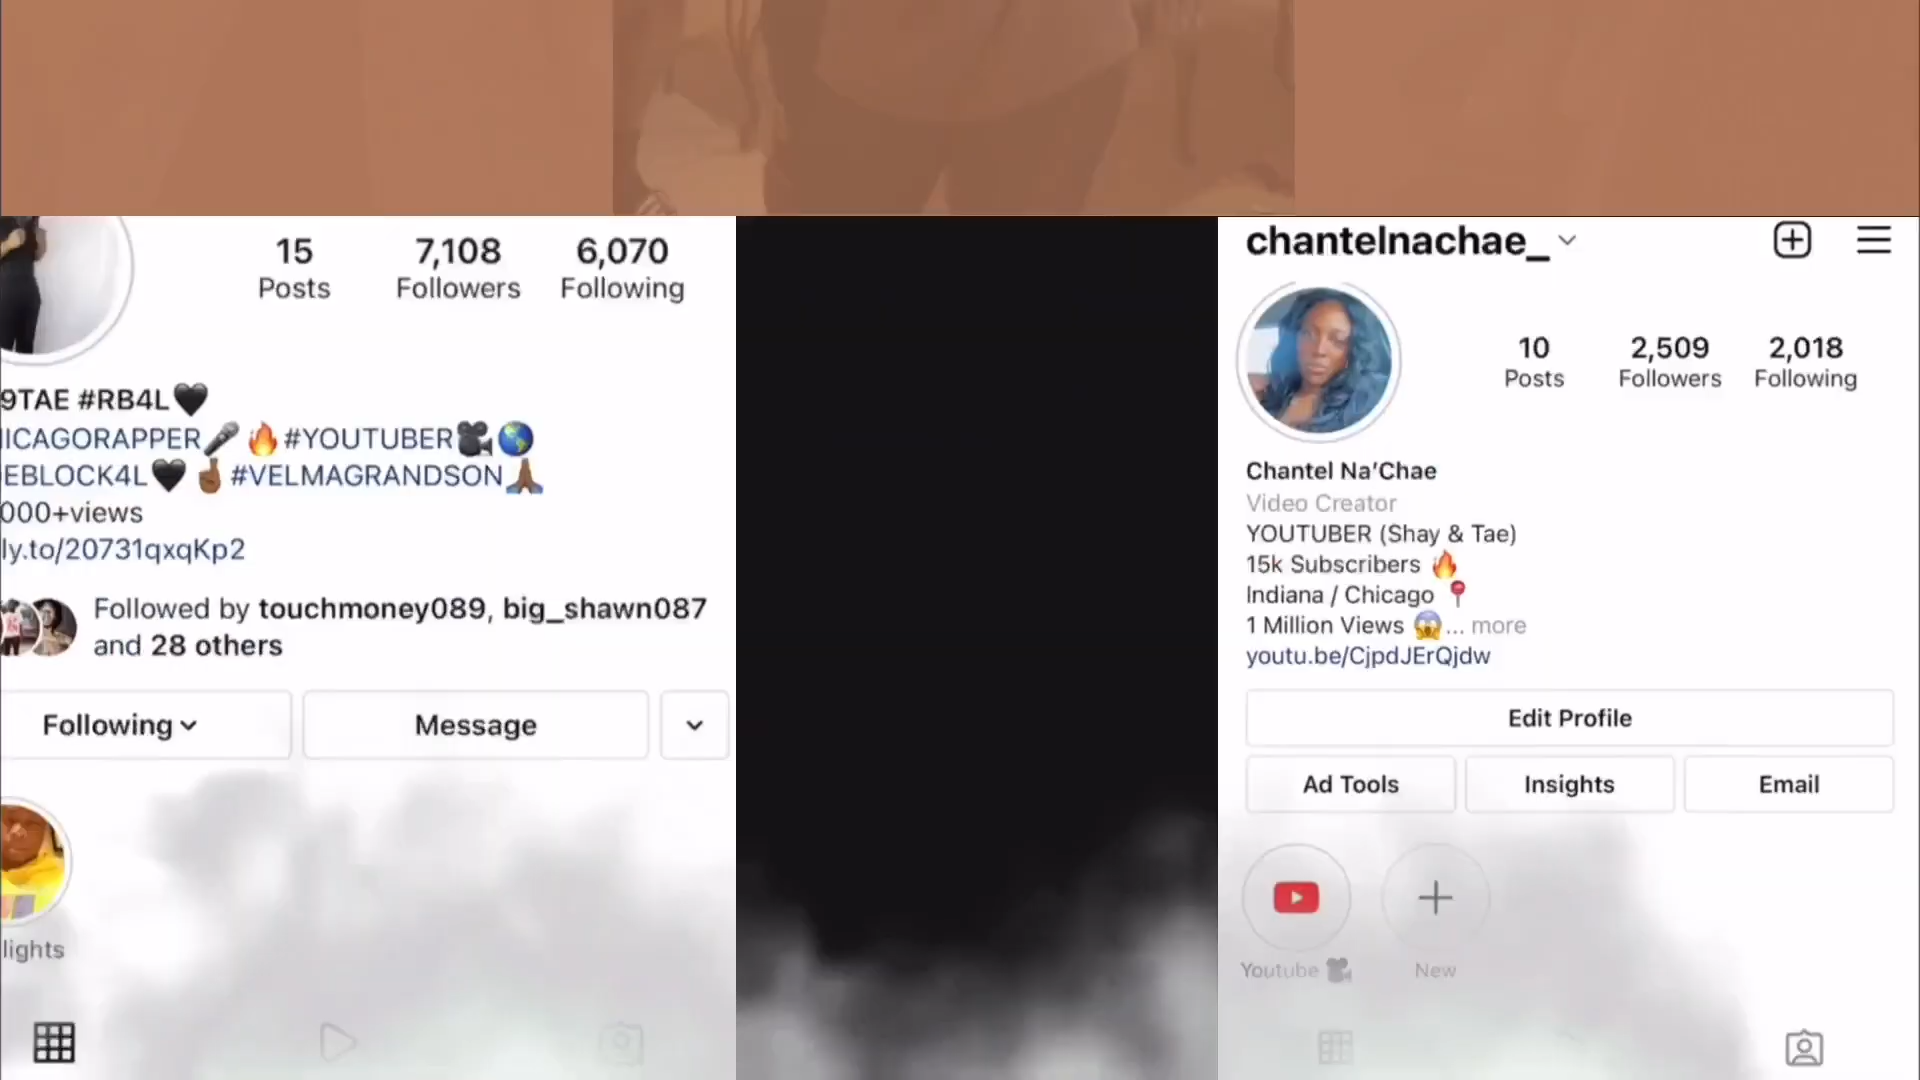 15 7,108 6,070
Posts Followers Following
9TAE #RB4L🖤
ICAGORAPPER🎤🔥#YOUTUBER🎥🌎
EBLOCK4L🖤🤞🏾#VELMAGRANDSON🙏🏾
000+views
ly.to/20731qxqKp2
Followed by touchmoney089, big_shawn087
and 28 others
Following Message
lights
chantelnachae_
10 2,509 2,018
Posts Followers Following
Chantel Na'Chae
Video Creator
YOUTUBER (Shay & Tae)
15k Subscribers 🔥
Indiana / Chicago 📍
1 Million Views 😱... more
youtu.be/CjpdJErQjdw
Edit Profile
Ad Tools Insights Email
Youtube 🎥 New